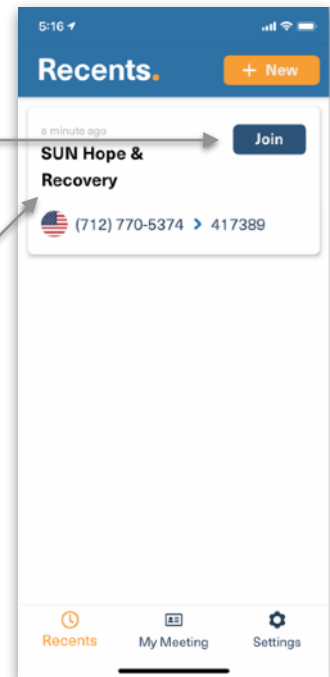 5:16
Recents.
+ New
a minute ago
Join
SUN Hope &
Recovery
(712) 770-5374 > 417389
Recents
My Meeting
Settings